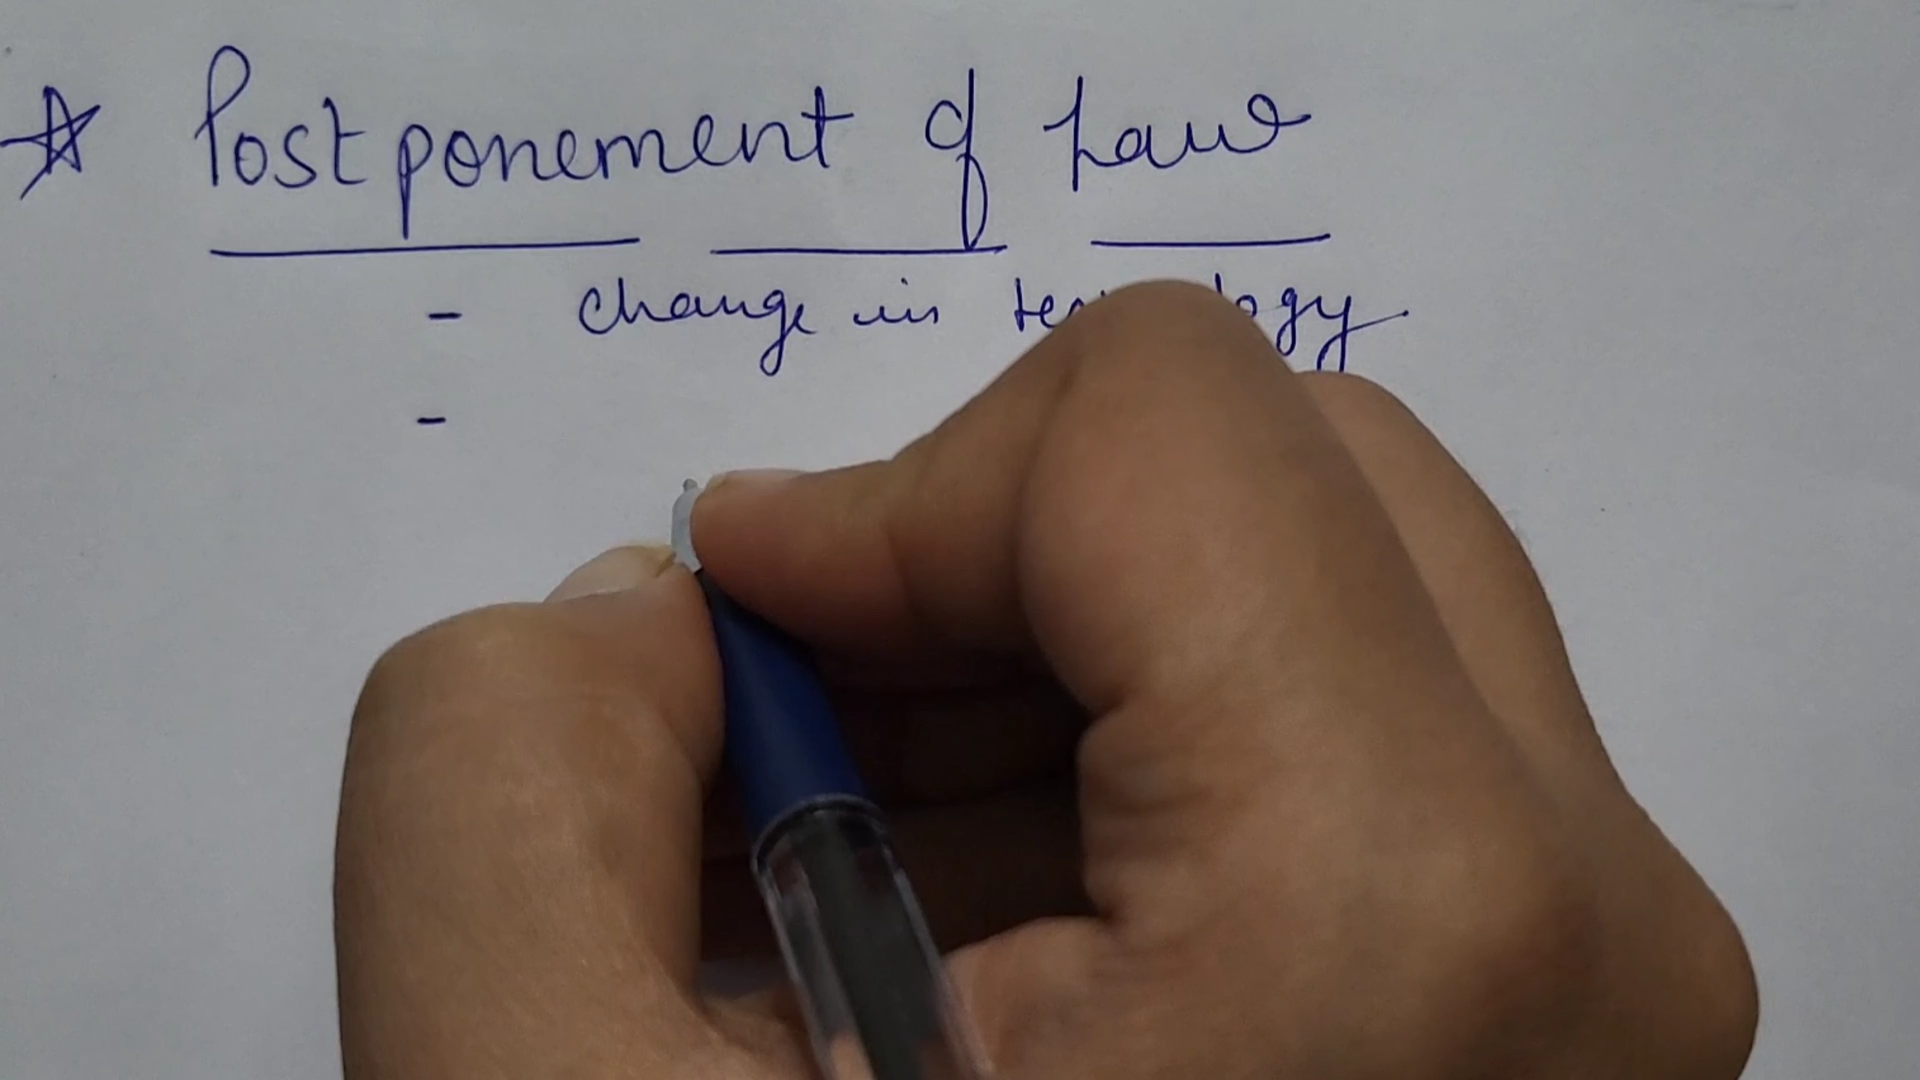 ☆ Postponement of Law
- change in
-